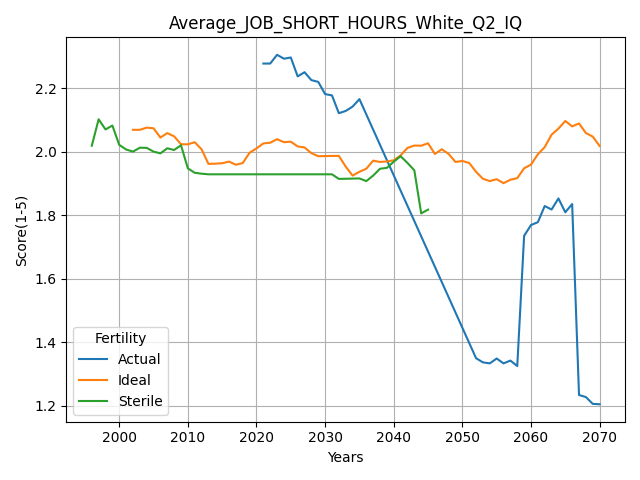 Average_JOB_SHORT_HOURS_White_Q2_IQ
Score(1-5)
2.2
2.0
1.8
1.6
1.4
1.2
Fertility
Actual
Ideal
Sterile
2000 2010 2020 2030 2040 2050 2060 2070
Years